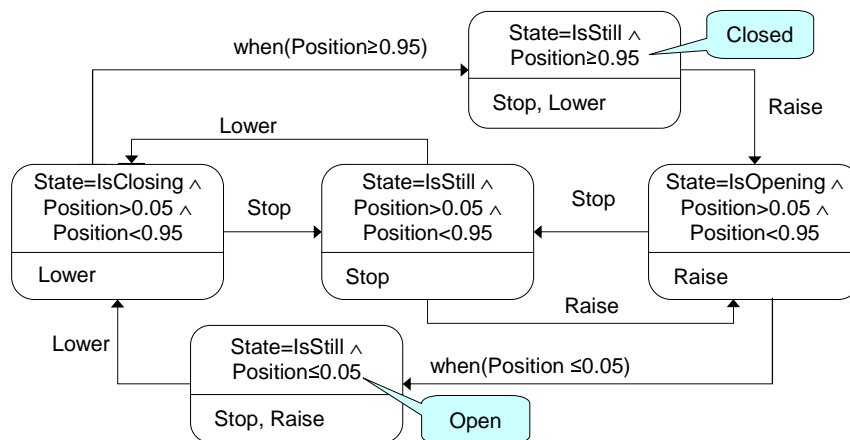 State=IsStill ∧
Position≥0.95
Stop, Lower
Closed
when(Position≥0.95)
Raise
Lower
State=IsClosing ∧
Position>0.05 ∧
Position<0.95
Lower
Stop
State=IsStill ∧
Position>0.05 ∧
Position<0.95
Stop
Stop
State=IsOpening ∧
Position>0.05 ∧
Position<0.95
Raise
Raise
Lower
State=IsStill ∧
Position≤0.05
Stop, Raise
when(Position ≤0.05)
Open